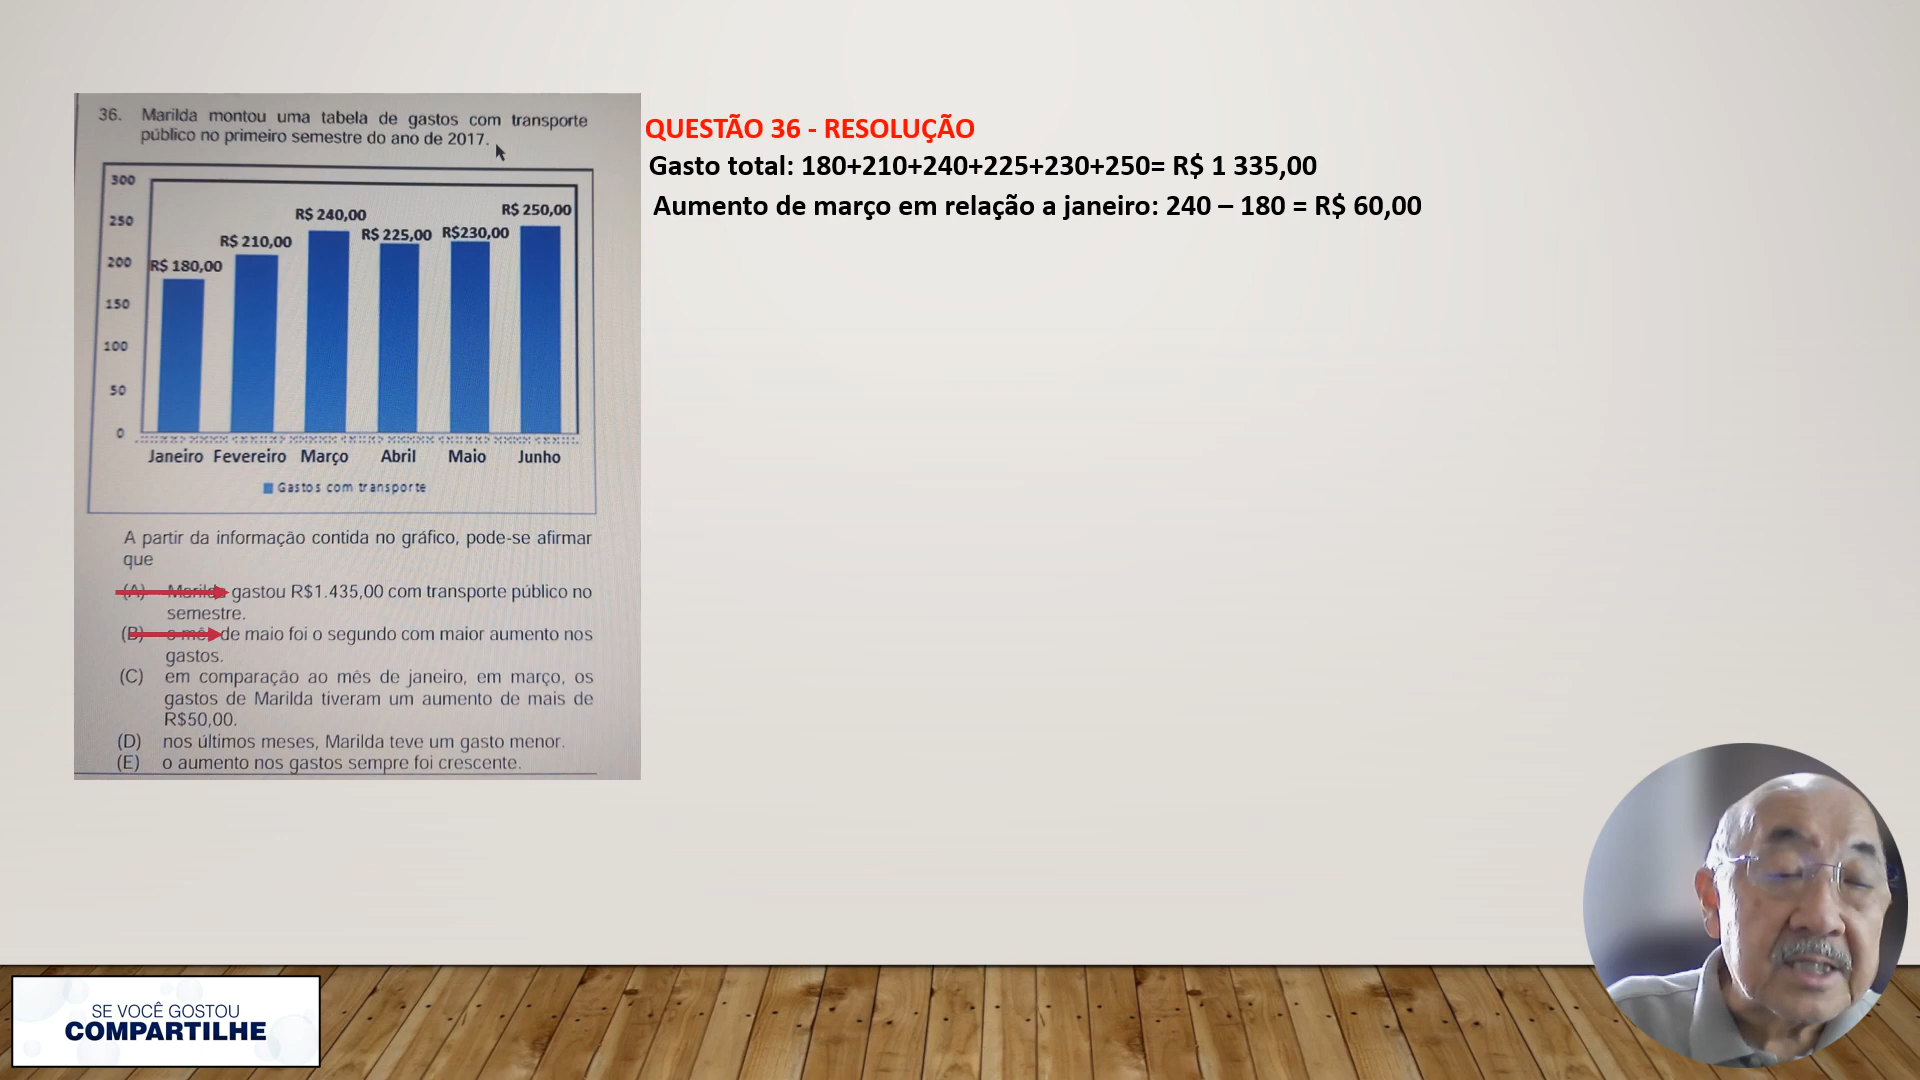 36. Marilda montou uma tabela de gastos com transporte
público no primeiro semestre do ano de 2017.
300
250
200
150
100
50
0
R$ 180,00
R$ 210,00
R$ 240,00
R$ 225,00
R$230,00
R$ 250,00
Janeiro Fevereiro Março Abril Maio Junho
Gastos com transporte
A partir da informação contida no gráfico, pode-se afirmar
que
(A) Marilda gastou R$1.435,00 com transporte público no
semestre.
(B) o mês de maio foi o segundo com maior aumento nos
gastos.
(C) em comparação ao mês de janeiro, em março, os
gastos de Marilda tiveram um aumento de mais de
R$50,00.
(D) nos últimos meses, Marilda teve um gasto menor.
(E) o aumento nos gastos sempre foi crescente.
QUESTÃO 36 - RESOLUÇÃO
Gasto total: 180+210+240+225+230+250= R$ 1 335,00
Aumento de março em relação a janeiro: 240 – 180 = R$ 60,00
SE VOCÊ GOSTOU
COMPARTILHE